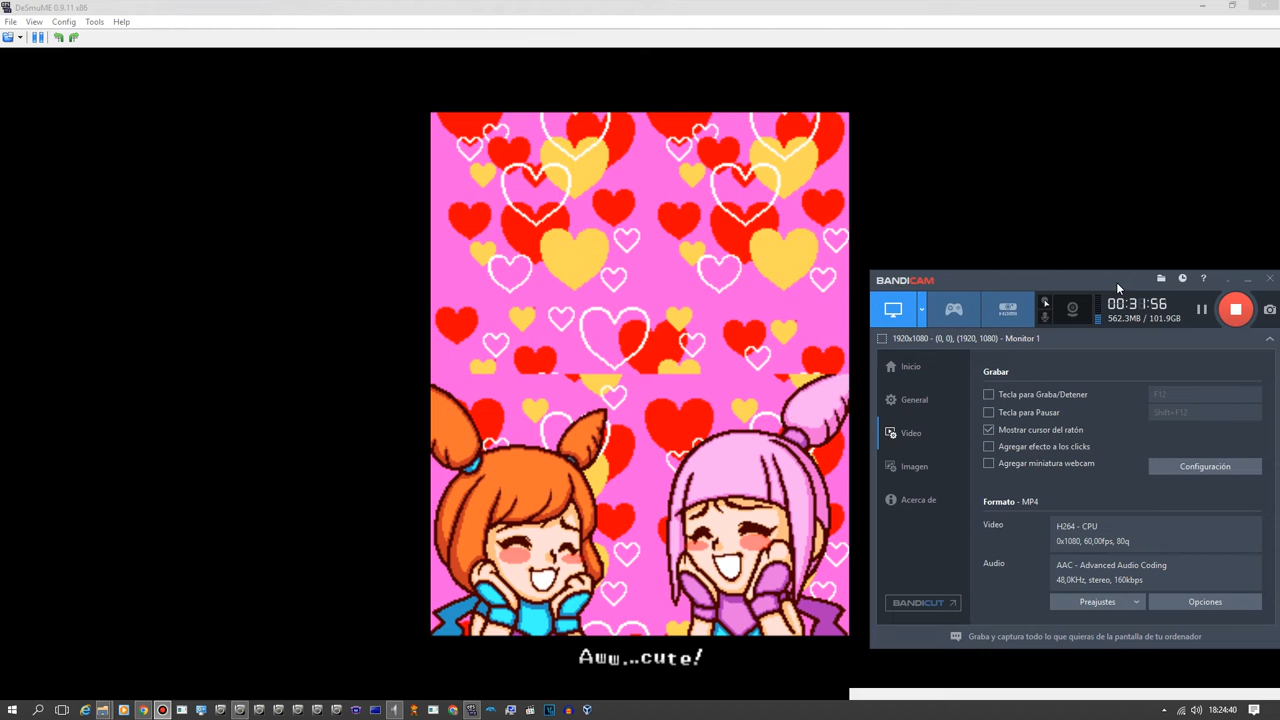 DeSmuME 0.9.11 x86
File View Config Tools Help
BANDICAM
HDMI
00:31:56
562.3MB / 101.9GB
1920x1080 - (0, 0), (1920, 1080) - Monitor 1
Inicio
General
Video
Imagen
Acerca de
BANDICUT
Grabar
Tecla para Graba/Detener
F12
Tecla para Pausar
Shift+F12
Mostrar cursor del ratón
Agregar efecto a los clicks
Agregar miniatura webcam
Configuración
Formato - MP4
Video
H264 - CPU
0x1080, 60,00fps, 80q
Audio
AAC - Advanced Audio Coding
48,0KHz, stereo, 160kbps
Preajustes
Opciones
Graba y captura todo lo que quieras de la pantalla de tu ordenador
Aww...cute!
18:24:40